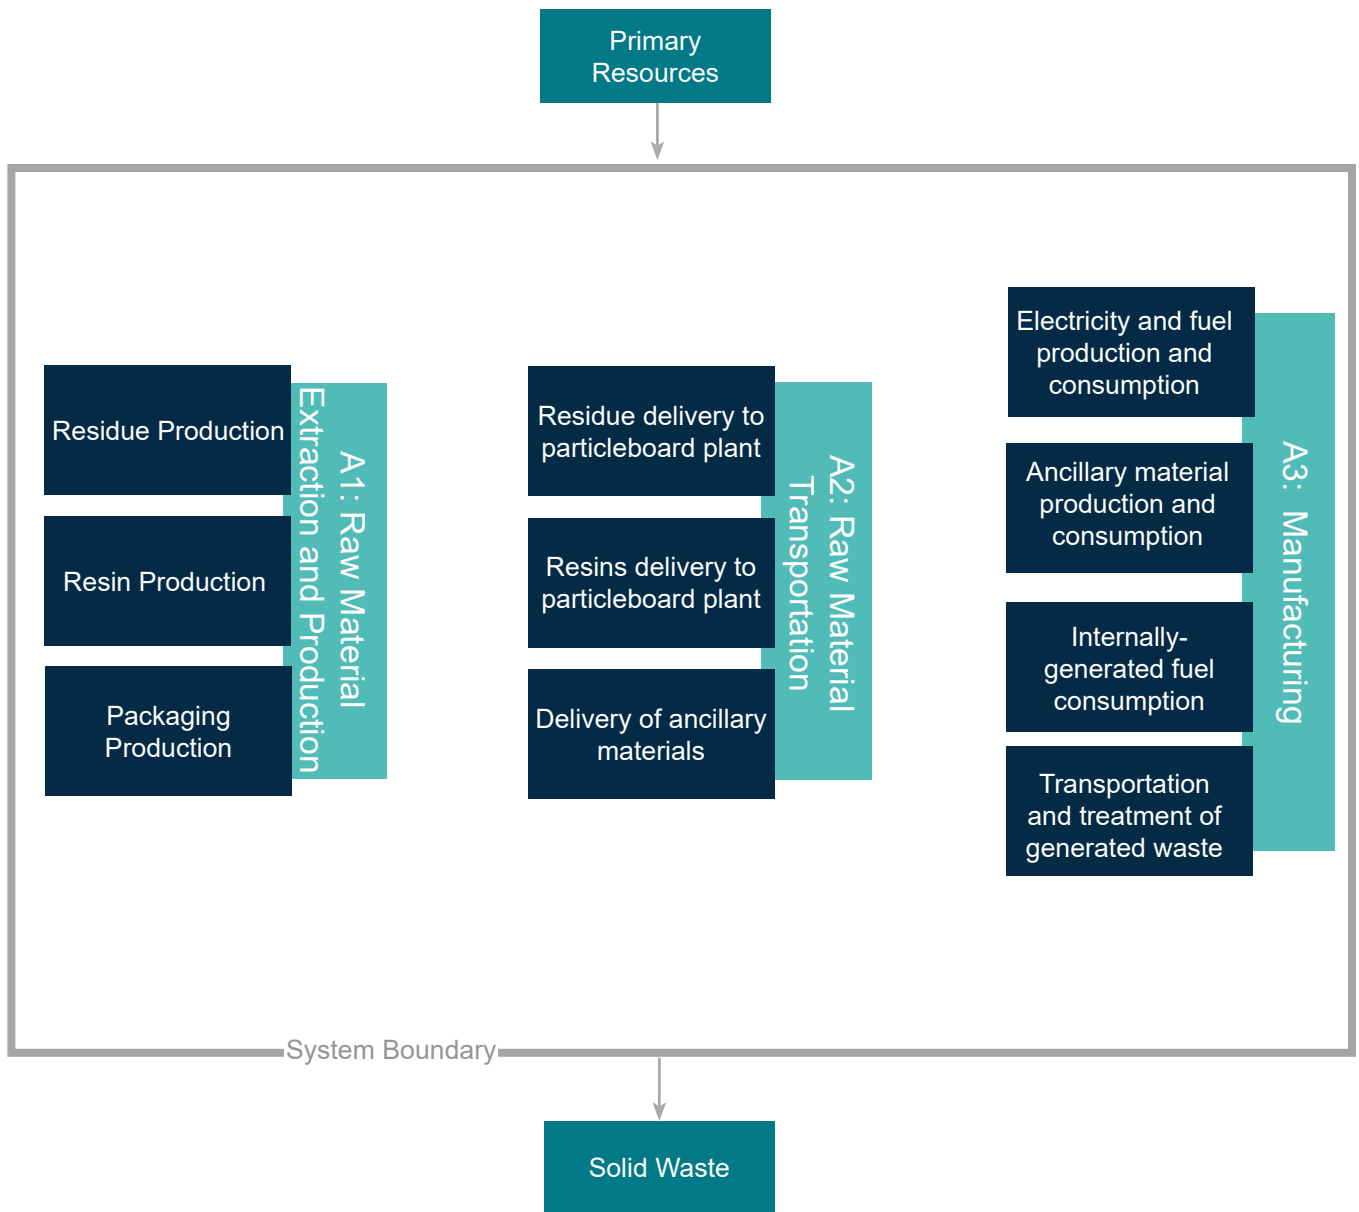 Primary
Resources
Residue Production
Resin Production
Packaging
Production
A1: Raw Material
Extraction and Production
Residue delivery to
particleboard plant
Resins delivery to
particleboard plant
Delivery of ancillary
materials
A2: Raw Material
Transportation
Electricity and fuel
production and
consumption
Ancillary material
production and
consumption
Internally-
generated fuel
consumption
Transportation
and treatment of
generated waste
A3: Manufacturing
System Boundary
Solid Waste